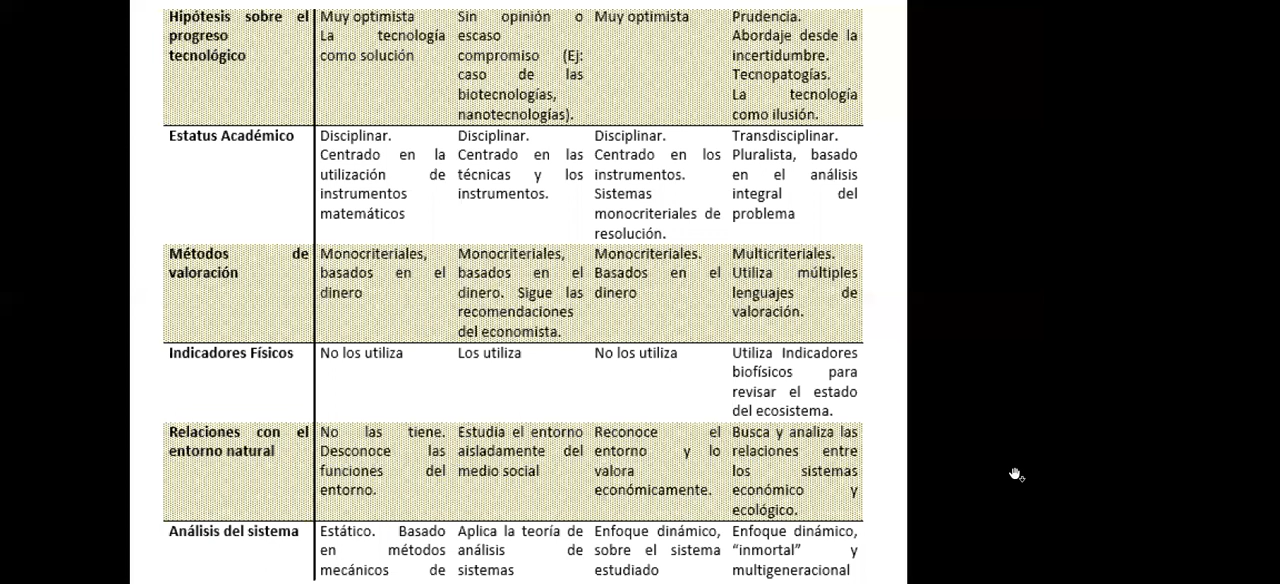 Hipótesis sobre el progreso tecnológico
Muy optimista
La tecnología
como solución
Sin opinión o
escaso
compromiso (Ej:
caso de las
biotecnologías,
nanotecnologías).
Muy optimista
Prudencia.
Abordaje desde la
incertidumbre.
Tecnopatogías.
La tecnología
como ilusión.
Estatus Académico
Disciplinar.
Centrado en la
utilización de
instrumentos
matemáticos
Disciplinar.
Centrado en las
técnicas y los
instrumentos.
Disciplinar.
Centrado en los
instrumentos.
Sistemas
monocriteriales de
resolución.
Transdisciplinar.
Pluralista, basado
en el análisis
integral del
problema
Métodos de
valoración
Monocriteriales,
basados en el
dinero
Monocriteriales,
basados en el
dinero. Sigue las
recomendaciones
del economista.
Monocriteriales.
Basados en el
dinero
Multicriteriales.
Utiliza múltiples
lenguajes de
valoración.
Indicadores Físicos
No los utiliza
Los utiliza
No los utiliza
Utiliza Indicadores
biofísicos para
revisar el estado
del ecosistema.
Relaciones con el
entorno natural
No las tiene.
Desconoce las
funciones del
entorno.
Estudia el entorno
aisladamente del
medio social
Reconoce el
entorno y lo
valora
económicamente.
Busca y analiza las
relaciones entre
los sistemas
económico y
ecológico.
Análisis del sistema
Estático. Basado
en métodos
mecánicos de
Aplica la teoría de
análisis de
sistemas
Enfoque dinámico,
sobre el sistema
estudiado
Enfoque dinámico,
“inmortal” y
multigeneracional